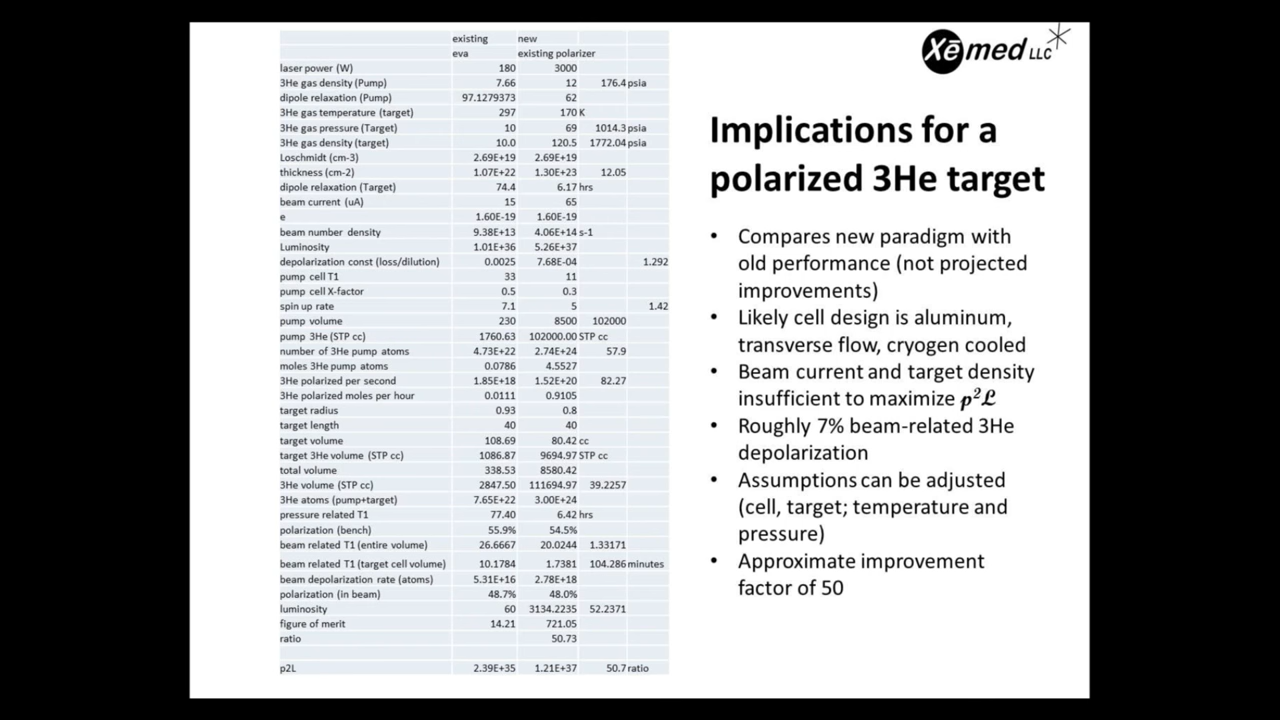 existing new
eva existing polarizer
laser power (W) 180 3000
3He gas density (Pump) 7.66 12 176.4 psia
dipole relaxation (Pump) 97.1279373 62
3He gas temperature (target) 297 170 K
3He gas pressure (Target) 10 69 1014.3 psia
3He gas density (target) 10.0 120.5 1772.04 psia
Loschmidt (cm-3) 2.69E+19 2.69E+19
thickness (cm-2) 1.07E+22 1.30E+23 12.05
dipole relaxation (Target) 74.4 6.17 hrs
beam current (uA) 15 65
e 1.60E-19 1.60E-19
beam number density 9.38E+13 4.06E+14 s-1
Luminosity 1.01E+36 5.26E+37
depolarization const (loss/dilution) 0.0025 7.68E-04 1.292
pump cell T1 33 11
pump cell X-factor 0.5 0.3
spin up rate 7.1 5 1.42
pump volume 230 8500 102000
pump 3He (STP cc) 1760.63 102000.00 STP cc
number of 3He pump atoms 4.73E+22 2.74E+24 57.9
moles 3He pump atoms 0.0786 4.5527
3He polarized per second 1.85E+18 1.52E+20 82.27
3He polarized moles per hour 0.0111 0.9105
target radius 0.93 0.8
target length 40 40
target volume 108.69 80.42 cc
target 3He volume (STP cc) 1086.87 9694.97 STP cc
total volume 338.53 8580.42
3He volume (STP cc) 2847.50 111694.97 39.2257
3He atoms (pump+target) 7.65E+22 3.00E+24
pressure related T1 77.40 6.42 hrs
polarization (bench) 55.9% 54.5%
beam related T1 (entire volume) 26.6667 20.0244 1.33171
beam related T1 (target cell volume) 10.1784 1.7381 104.286 minutes
beam depolarization rate (atoms) 5.31E+16 2.78E+18
polarization (in beam) 48.7% 48.0%
luminosity 60 3134.2235 52.2371
figure of merit 14.21 721.05
ratio 50.73
p2L 2.39E+35 1.21E+37 50.7 ratio
Xēmed LLC
Implications for a
polarized 3He target
• Compares new paradigm with
old performance (not projected
improvements)
• Likely cell design is aluminum,
transverse flow, cryogen cooled
• Beam current and target density
insufficient to maximize p²ℒ
• Roughly 7% beam-related 3He
depolarization
• Assumptions can be adjusted
(cell, target; temperature and
pressure)
• Approximate improvement
factor of 50